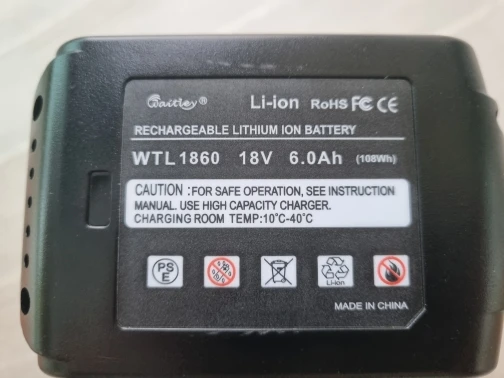 Waitley® Li-ion RoHS FC CE
RECHARGEABLE LITHIUM ION BATTERY
WTL1860 18V 6.0Ah (108Wh)
CAUTION :FOR SAFE OPERATION, SEE INSTRUCTION
MANUAL. USE HIGH CAPACITY CHARGER.
CHARGING ROOM TEMP:10°C-40°C
PS
E
Li-ion
MADE IN CHINA